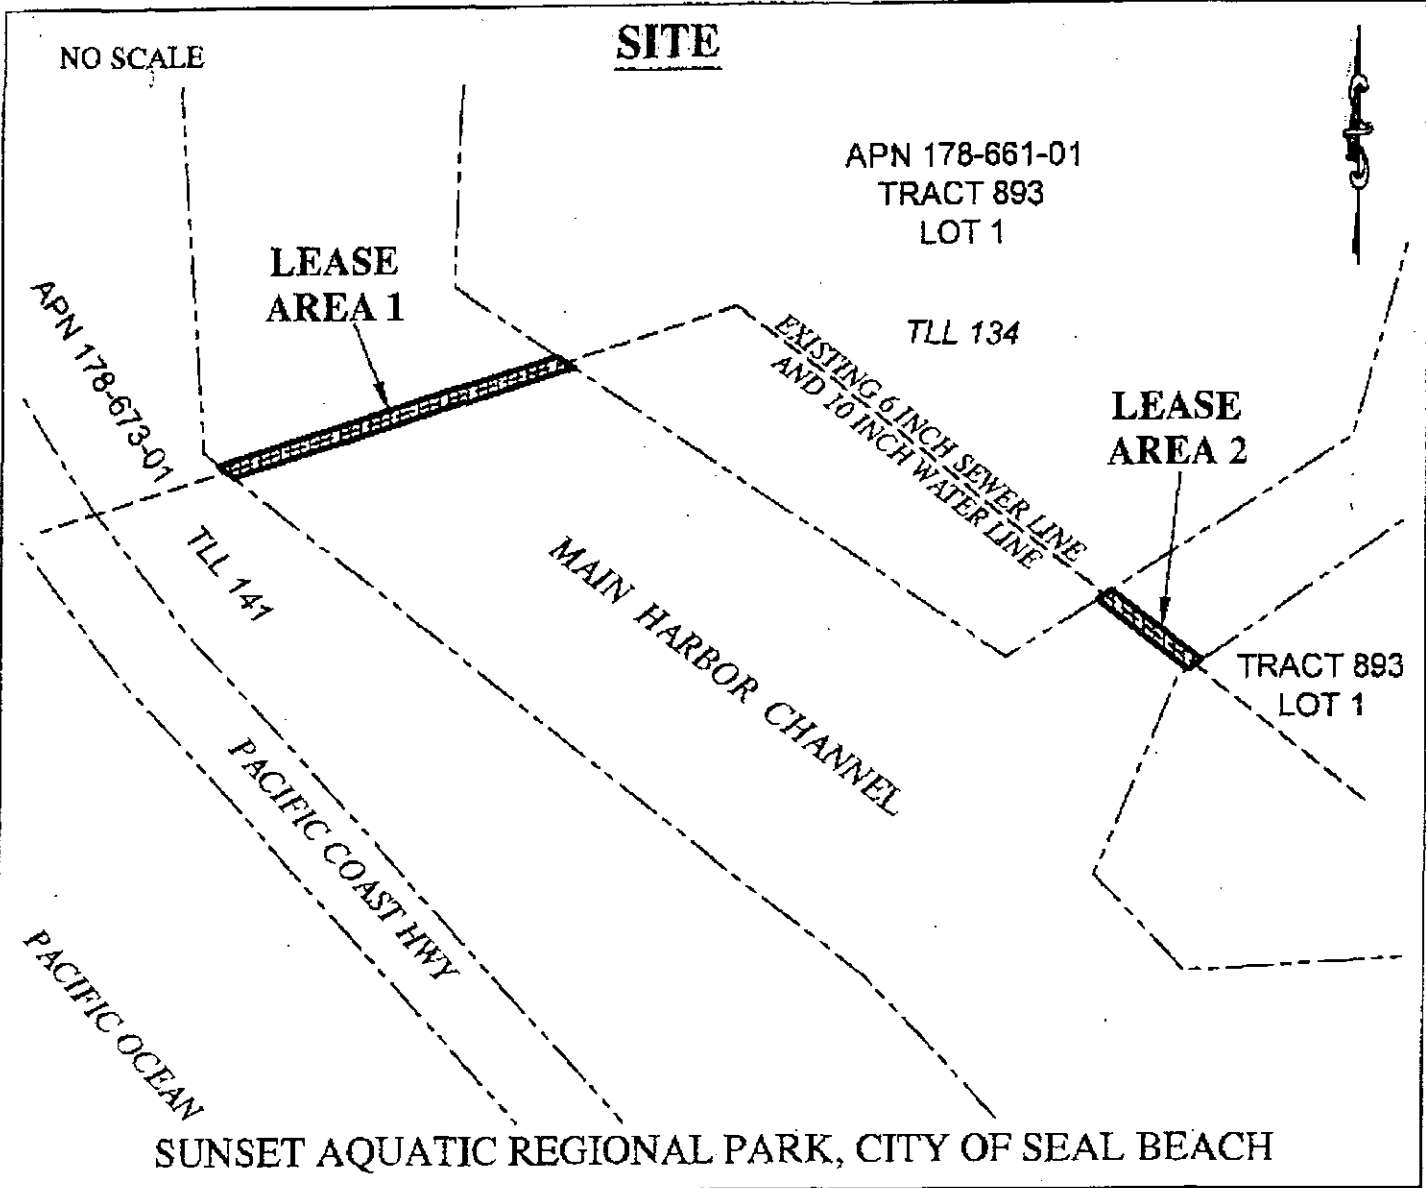 SITE
NO SCALE
APN 178-661-01
TRACT 893
LOT 1
LEASE
AREA 1
APN 178-673-01
TLL 134
EXISTING 6 INCH SEWER LINE
AND 10 INCH WATER LINE
LEASE
AREA 2
TLL 141
MAIN HARBOR CHANNEL
TRACT 893
LOT 1
PACIFIC COAST HWY
PACIFIC OCEAN
SUNSET AQUATIC REGIONAL PARK, CITY OF SEAL BEACH